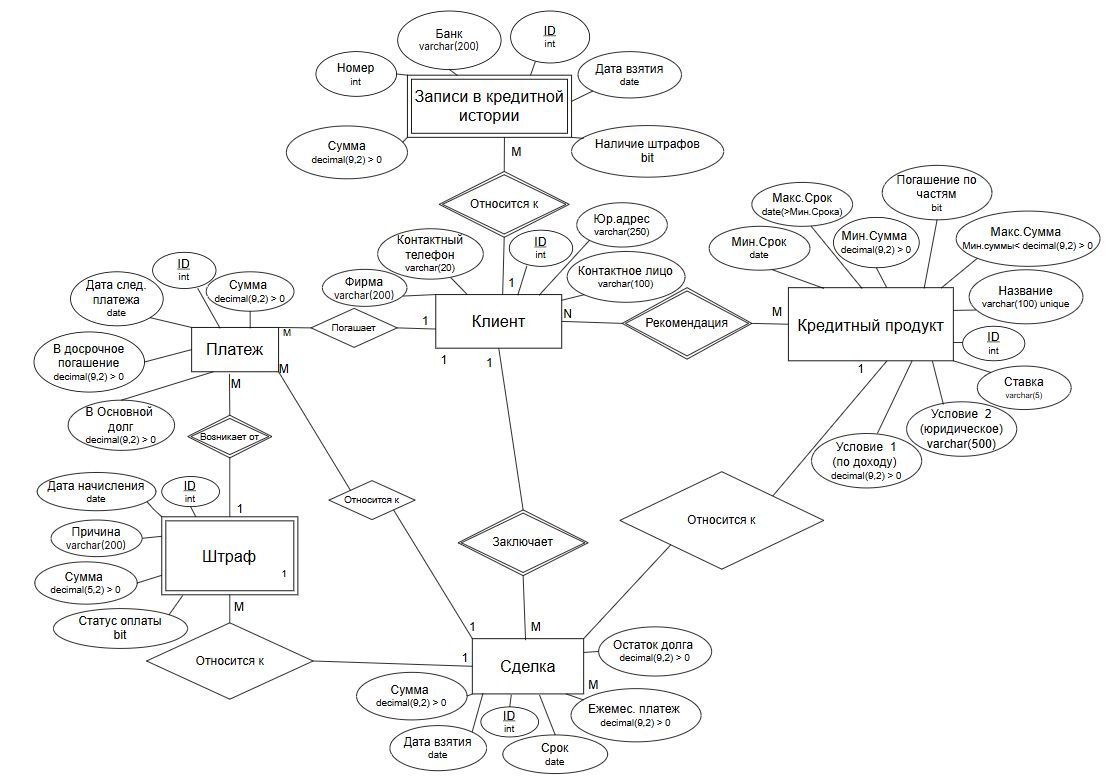 Банк
varchar(200)
ID
int
Номер
int
Дата взятия
date
Записи в кредитной
истории
Сумма
decimal(9,2) > 0
Наличие штрафов
bit
M
Относится к
1
Погашение по
частям
bit
Макс.Срок
date(>Мин.Срока)
Мин.Сумма
decimal(9,2) > 0
Макс.Сумма
Мин.суммы< decimal(9,2) > 0
Мин.Срок
date
Название
varchar(100) unique
Юр.адрес
varchar(250)
Контактный
телефон
varchar(20)
ID
int
Контактное лицо
varchar(100)
Фирма
varchar(200)
ID
int
Дата след.
платежа
date
Сумма
decimal(9,2) > 0
Клиент
1
1
1
N
Рекомендация
M
Кредитный продукт
1
ID
int
Ставка
varchar(5)
Условие 2
(юридическое)
varchar(500)
Условие 1
(по доходу)
decimal(9,2) > 0
Погашает
M
Платеж
M
M
В досрочное
погашение
decimal(9,2) > 0
В Основной
долг
decimal(9,2) > 0
Возникает от
1
Дата начисления
date
ID
int
Причина
varchar(200)
Сумма
decimal(5,2) > 0
Статус оплаты
bit
Штраф
1
M
Относится к
Относится к
Заключает
Относится к
1
1
M
M
Сделка
Остаток долга
decimal(9,2) > 0
Сумма
decimal(9,2) > 0
ID
int
Ежемес. платеж
decimal(9,2) > 0
Дата взятия
date
Срок
date